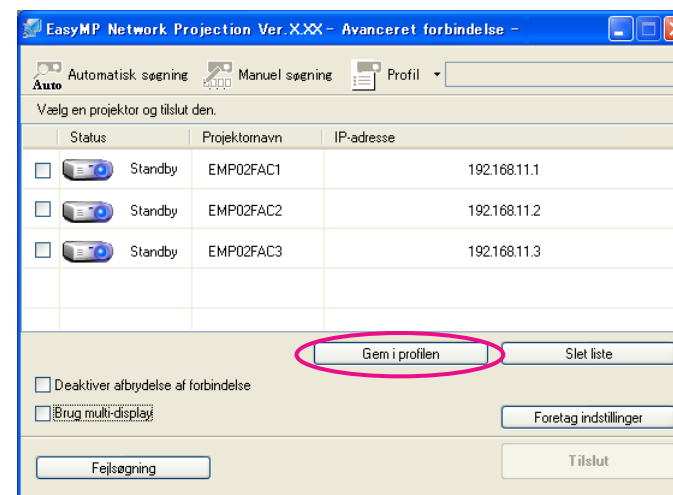 EasyMP Network Projection Ver.X.XX – Avanceret forbindelse –
Auto Automatisk søgning Manuel søgning Profil
Vælg en projektor og tilslut den.
Status Projektornavn IP-adresse
Standby EMP02FAC1 192.168.11.1
Standby EMP02FAC2 192.168.11.2
Standby EMP02FAC3 192.168.11.3
Gem i profilen Slet liste
Deaktiver afbrydelse af forbindelse
Brug multi-display
Foretag indstillinger
Fejlsøgning Tilslut